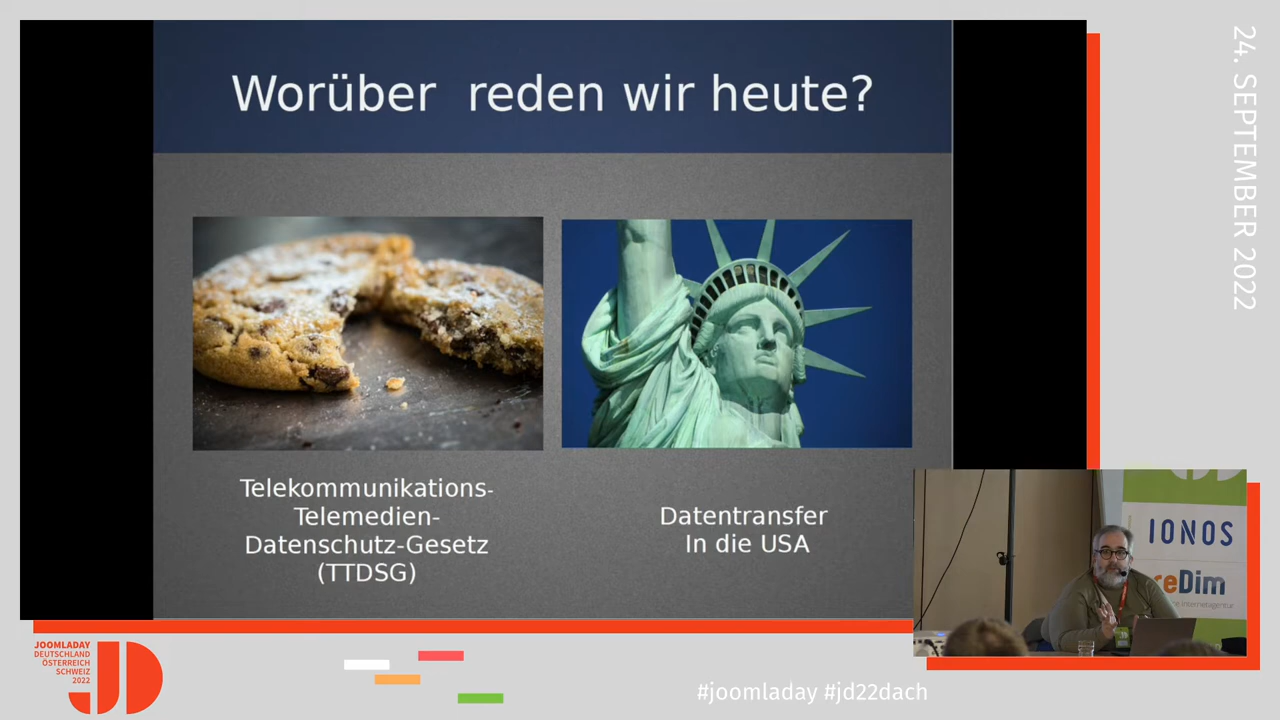 Worüber reden wir heute?
Telekommunikations-
Telemedien-
Datenschutz-Gesetz
(TTDSG)
Datentransfer
In die USA
24. SEPTEMBER 2022
IONOS
reDim
JOOMLADAY
DEUTSCHLAND
ÖSTERREICH
SCHWEIZ
2022
JD
#joomladay #jd22dach